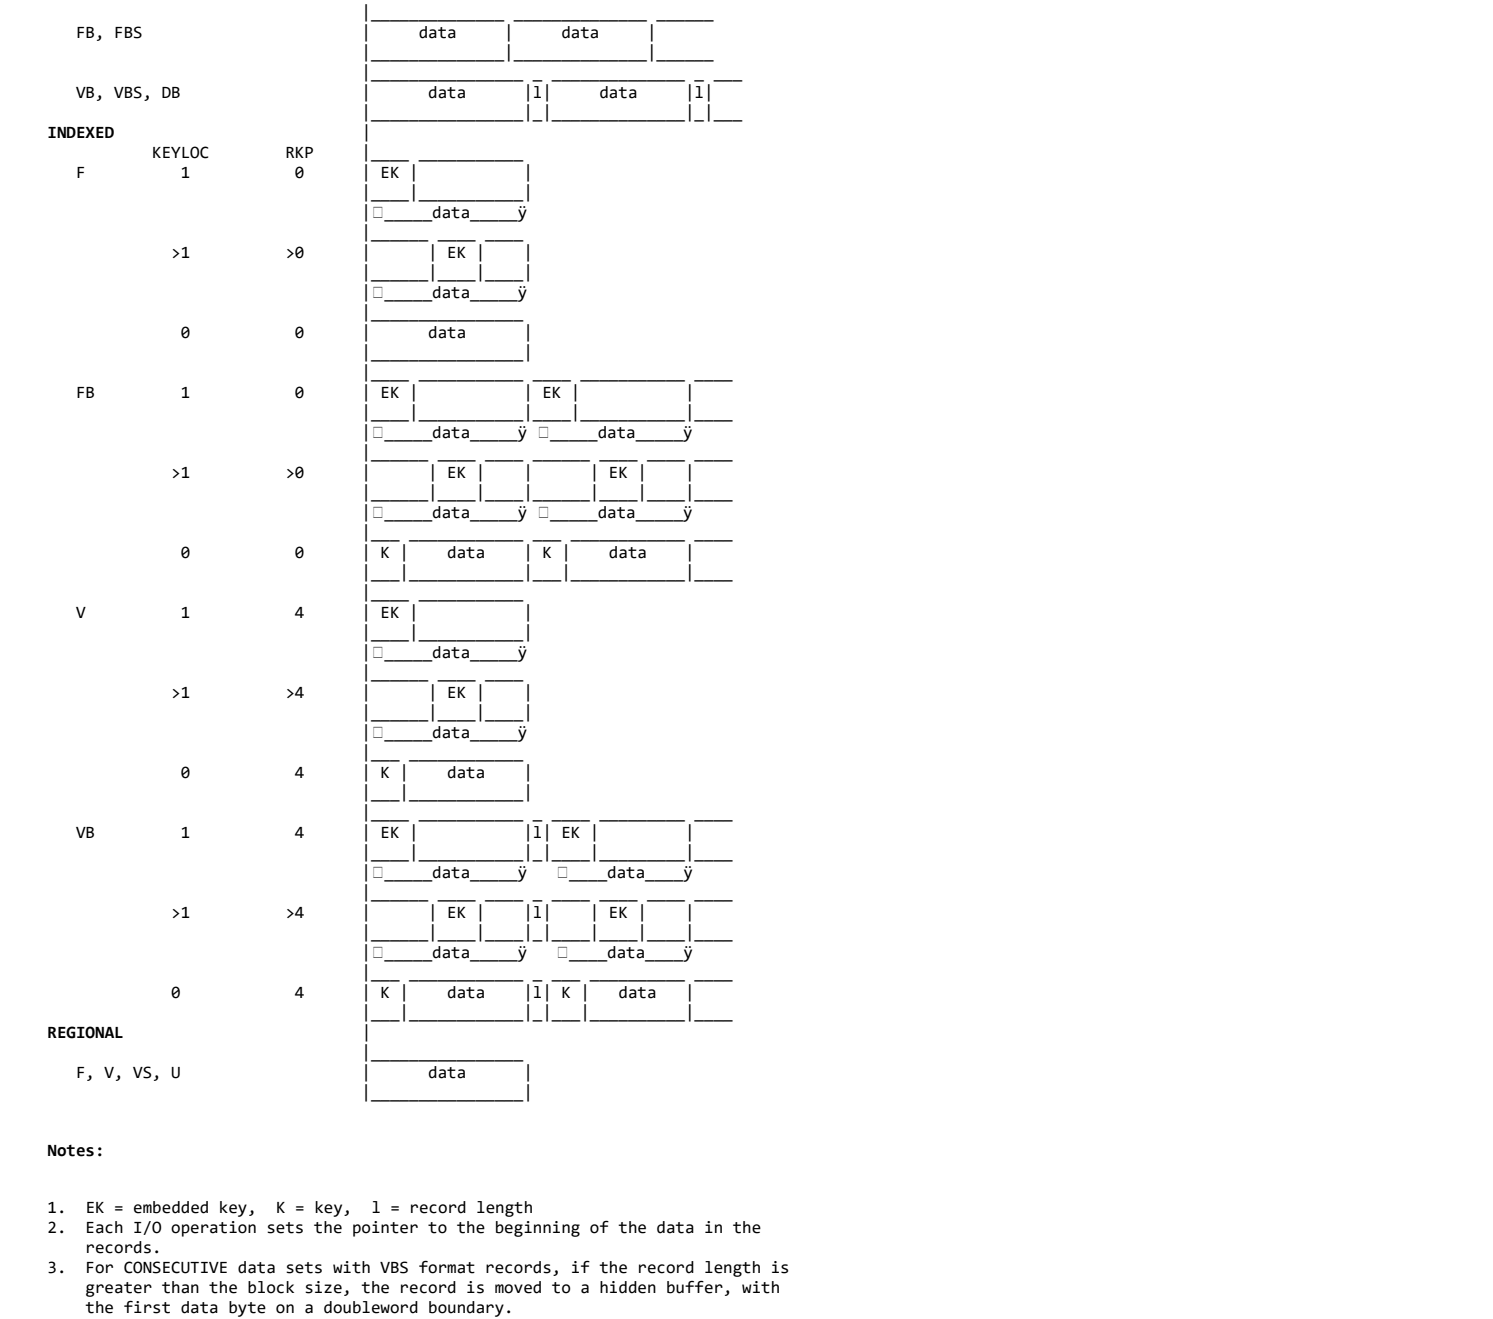 FB, FBS data data
VB, VBS, DB data l data l
INDEXED
KEYLOC RKP
F 1 0 EK
data ÿ
>1 >0 EK
data ÿ
0 0 data
FB 1 0 EK EK
data ÿ data ÿ
>1 >0 EK EK
data ÿ data ÿ
0 0 K data K data
V 1 4 EK
data ÿ
>1 >4 EK
data ÿ
0 4 K data
VB 1 4 EK l EK
data ÿ data ÿ
>1 >4 EK l EK
data ÿ data ÿ
0 4 K data l K data
REGIONAL
F, V, VS, U data
Notes:
1. EK = embedded key, K = key, l = record length
2. Each I/O operation sets the pointer to the beginning of the data in the
records.
3. For CONSECUTIVE data sets with VBS format records, if the record length is
greater than the block size, the record is moved to a hidden buffer, with
the first data byte on a doubleword boundary.